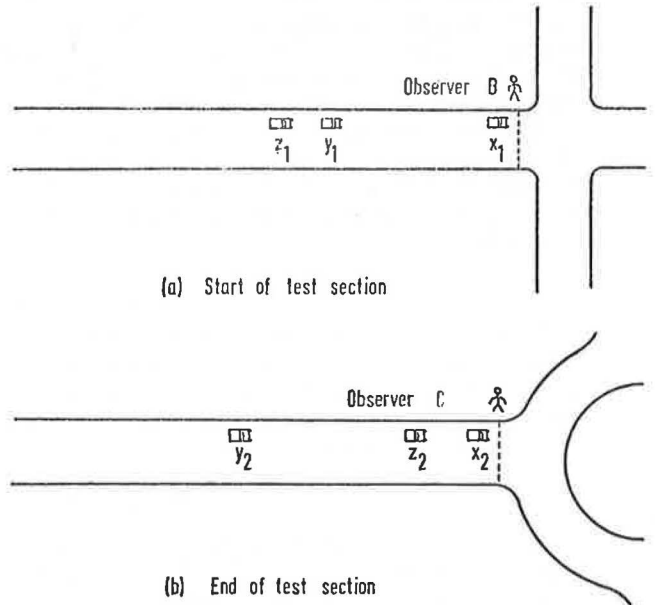 Observer B
z1 y1 x1
(a) Start of test section
Observer C
y2 z2 x2
(b) End of test section